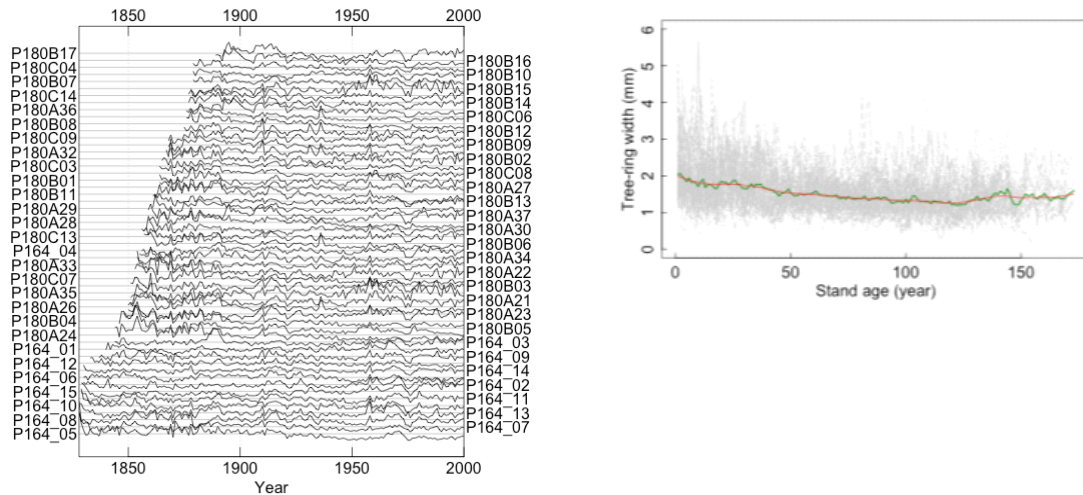 1850 1900 1950 2000
P180B17
P180B16
P180C04
P180B10
P180B07
P180B15
P180C14
P180B14
P180A36
P180C06
P180B08
P180B12
P180C09
P180B09
P180A32
P180B02
P180C03
P180C08
P180B01
P180A27
P180B11
P180B13
P180A29
P180A37
P180A28
P180A30
P180C13
P180B06
P164_04
P180A34
P180A33
P180A22
P180C07
P180B03
P180A35
P180A21
P180A26
P180A23
P180B04
P180B05
P180A24
P164_03
P164_01
P164_09
P164_12
P164_14
P164_06
P164_02
P164_15
P164_11
P164_10
P164_13
P164_08
P164_07
P164_05
1850 1900 1950 2000
Year
Tree-ring width (mm)
6
5
4
3
2
1
0
0 50 100 150
Stand age (year)